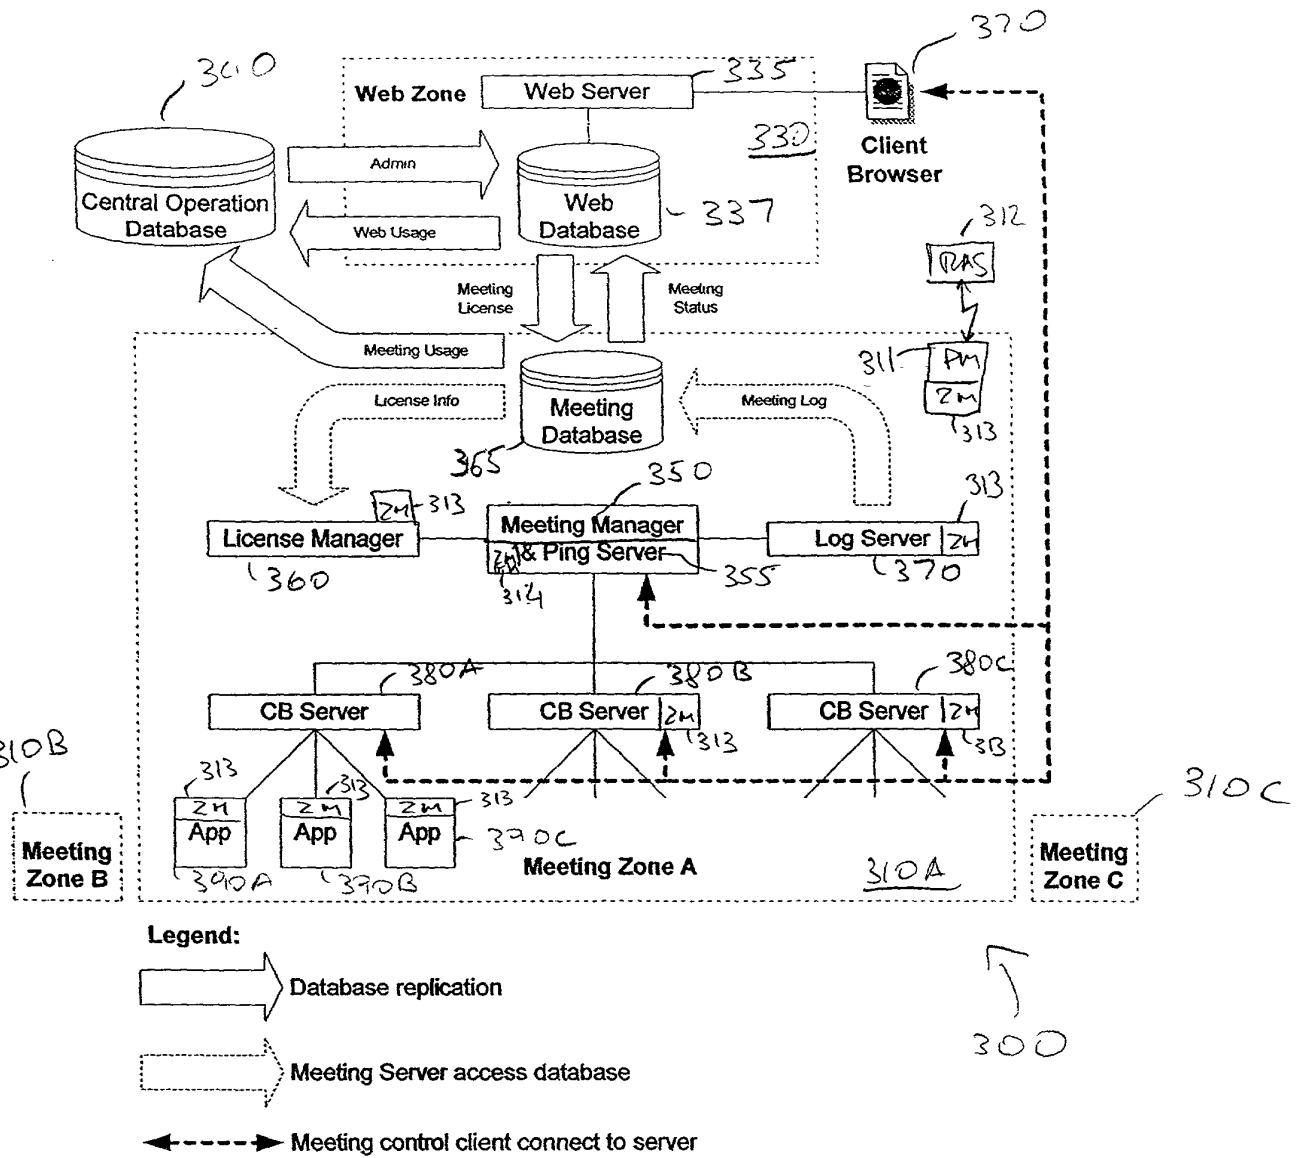 370
340
335
Web Zone
Web Server
330
Client
Browser
Admin
Central Operation
Database
Web
Database
337
Web Usage
312
RAS
Meeting
License
Meeting
Status
Meeting Usage
311
PM
ZM
313
License Info
Meeting
Database
Meeting Log
365
350
ZM
313
313
License Manager
Meeting Manager
& Ping Server
ZM
314
Log Server
ZM
360
355
370
380A
380B
380C
CB Server
CB Server
ZM
CB Server
ZM
313
313
310B
313
313
313
310C
ZM
App
ZM
App
ZM
App
390C
390A
390B
Meeting
Zone B
Meeting Zone A
310A
Meeting
Zone C
Legend:
Database replication
300
Meeting Server access database
Meeting control client connect to server